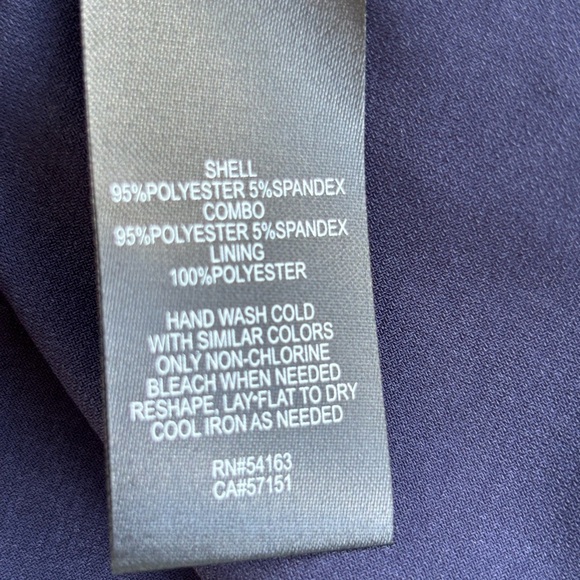 SHELL
95%POLYESTER 5%SPANDEX
COMBO
95%POLYESTER 5%SPANDEX
LINING
100%POLYESTER
HAND WASH COLD
WITH SIMILAR COLORS
ONLY NON-CHLORINE
BLEACH WHEN NEEDED
RESHAPE, LAY FLAT TO DRY
COOL IRON AS NEEDED
RN#54163
CA#57151